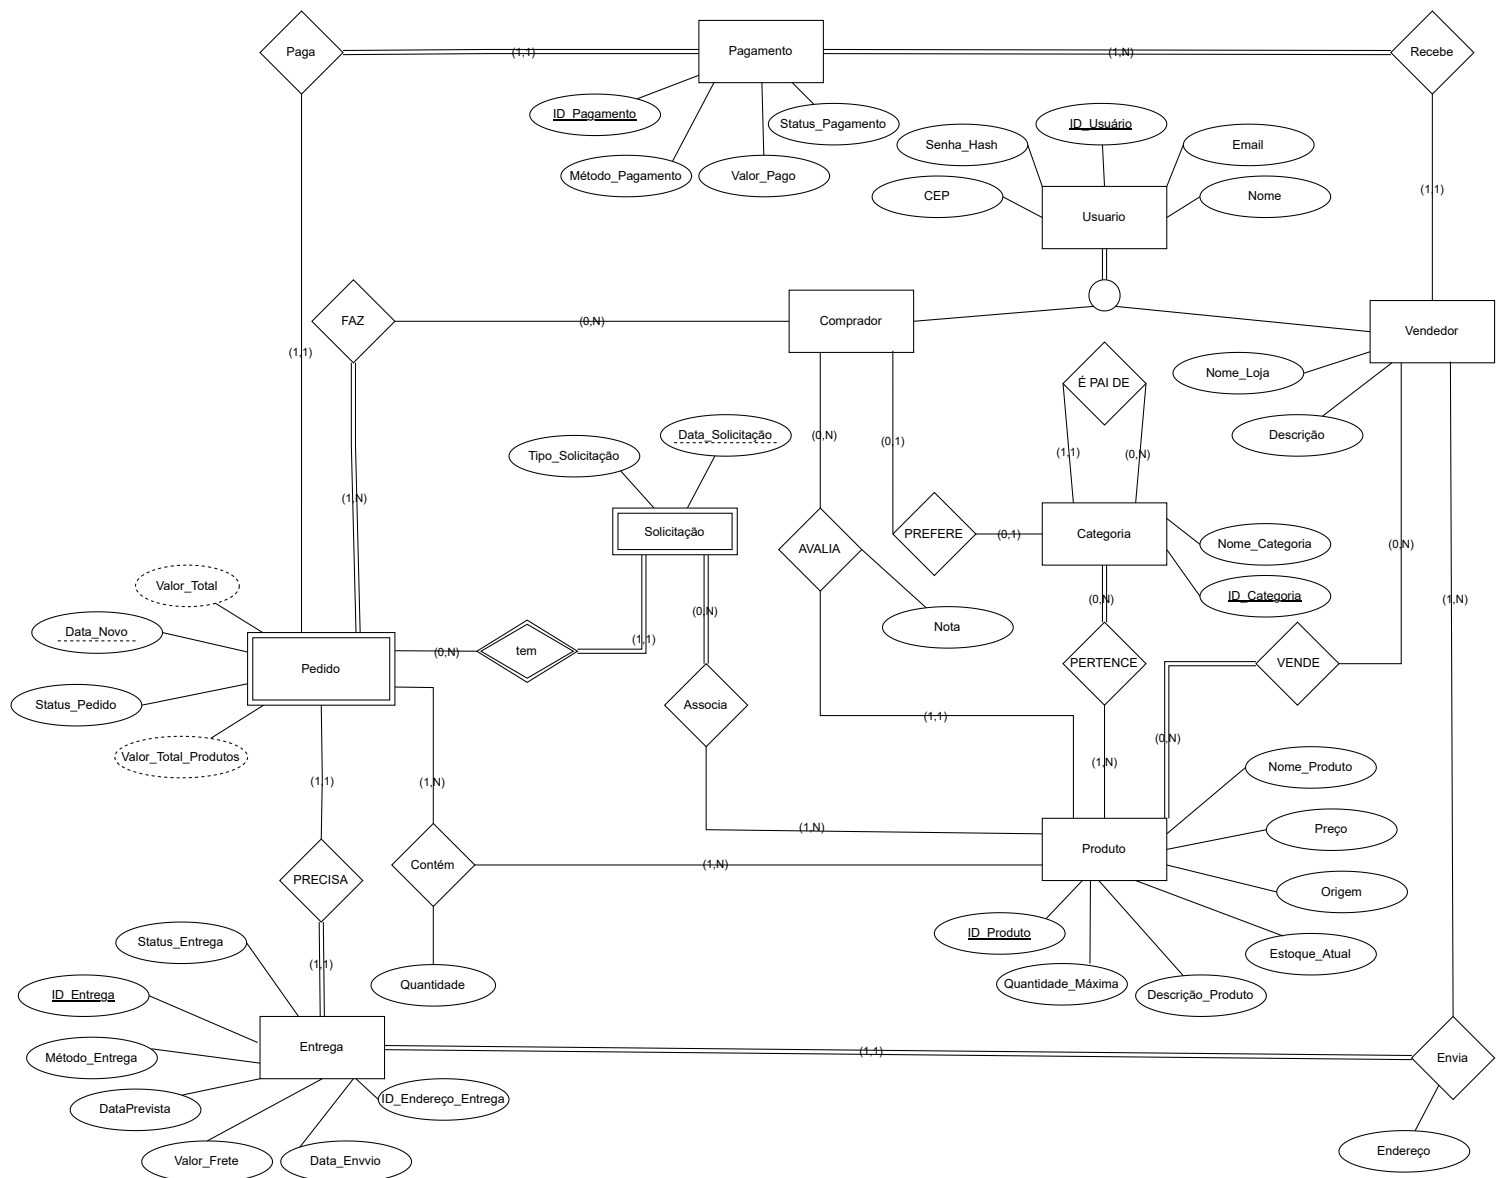 Paga
(1,1)
Pagamento
(1,N)
Recebe
ID_Pagamento
Status_Pagamento
ID_Usuário
Senha_Hash
Email
Método_Pagamento
Valor_Pago
CEP
Nome
(1,1)
Usuario
FAZ
(0,N)
Comprador
Vendedor
(1,1)
Nome_Loja
É PAI DE
Descrição
Data_Solicitação
Tipo_Solicitação
(0,N)
(0,1)
(1,1)
(0,N)
(1,N)
Solicitação
AVALIA
PREFERE
(0,1)
Categoria
Nome_Categoria
(0,N)
Valor_Total
ID_Categoria
(0,N)
(0,N)
(1,N)
Data_Novo
Nota
(1,1)
(0,N)
tem
Pedido
PERTENCE
VENDE
Status_Pedido
Associa
(1,1)
(0,N)
Valor_Total_Produtos
(1,N)
Nome_Produto
(1,1)
(1,N)
(1,N)
Preço
Produto
(1,N)
Contém
PRECISA
Origem
ID_Produto
Status_Entrega
Estoque_Atual
(1,1)
Quantidade
Quantidade_Máxima
Descrição_Produto
ID_Entrega
Entrega
(1,1)
Envia
Método_Entrega
ID_Endereço_Entrega
DataPrevista
Endereço
Valor_Frete
Data_Envvio